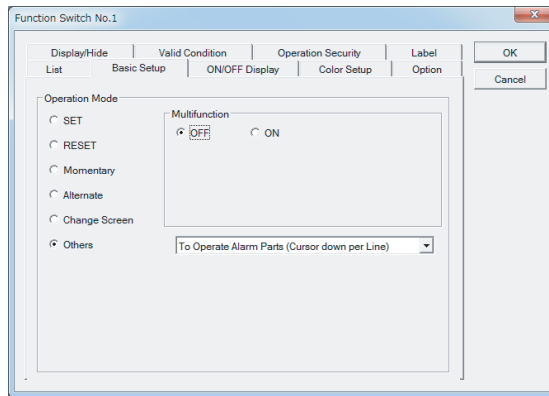 Function Switch No.1
Display/Hide Valid Condition Operation Security Label
List Basic Setup ON/OFF Display Color Setup Option
OK
Cancel
Operation Mode
SET
RESET
Momentary
Alternate
Change Screen
Others
Multifunction
OFF ON
To Operate Alarm Parts (Cursor down per Line)